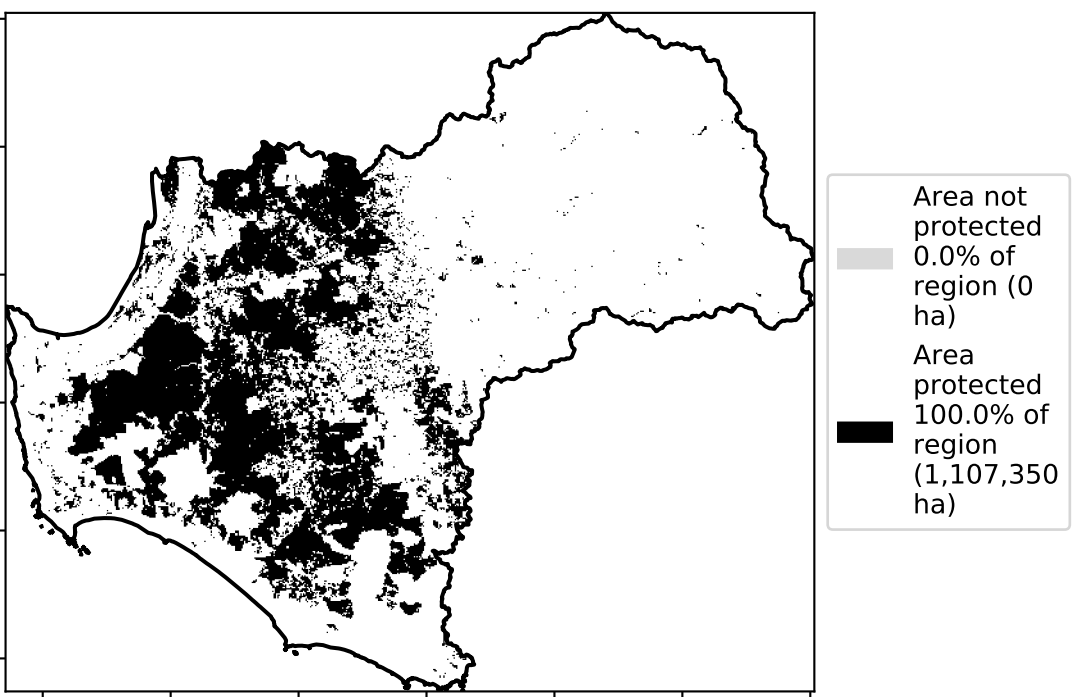 Area not
protected
0.0% of
region (0
ha)
Area
protected
100.0% of
region
(1,107,350
ha)